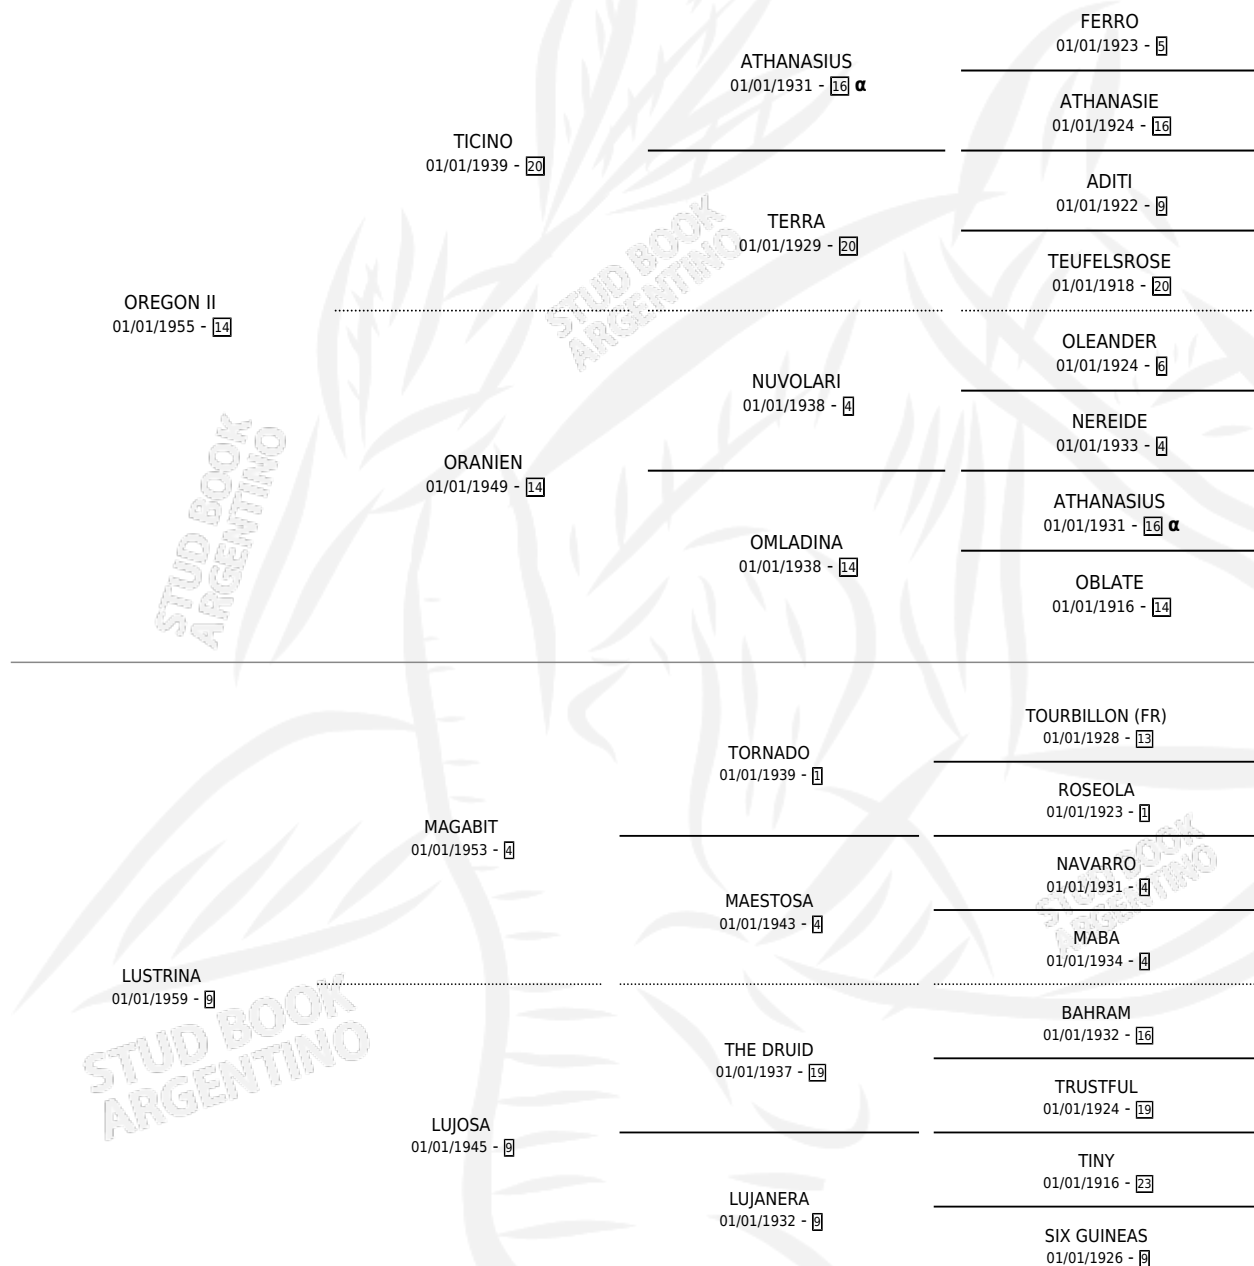 FERRO
01/01/1923 - 5
ATHANASIUS
01/01/1931 - 16 α
ATHANASIE
01/01/1924 - 16
TICINO
01/01/1939 - 20
ADITI
01/01/1922 - 9
TERRA
01/01/1929 - 20
TEUFELSROSE
01/01/1918 - 20
STUD BOOK
ARGENTINO
OREGON II
01/01/1955 - 14
OLEANDER
01/01/1924 - 6
NUVOLARI
01/01/1938 - 4
NEREIDE
01/01/1933 - 4
STUD BOOK
ARGENTINO
ORANIEN
01/01/1949 - 14
ATHANASIUS
01/01/1931 - 16 α
OMLADINA
01/01/1938 - 14
OBLATE
01/01/1916 - 14
TOURBILLON (FR)
01/01/1928 - 13
TORNADO
01/01/1939 - 1
ROSEOLA
01/01/1923 - 1
MAGABIT
01/01/1953 - 4
NAVARRO
01/01/1931 - 4
STUD BOOK
ARGENTINO
MAESTOSA
01/01/1943 - 4
MABA
01/01/1934 - 4
LUSTRINA
01/01/1959 - 9
STUD BOOK
ARGENTINO
BAHRAM
01/01/1932 - 16
THE DRUID
01/01/1937 - 19
TRUSTFUL
01/01/1924 - 19
LUJOSA
01/01/1945 - 9
TINY
01/01/1916 - 23
LUJANERA
01/01/1932 - 9
SIX GUINEAS
01/01/1926 - 9